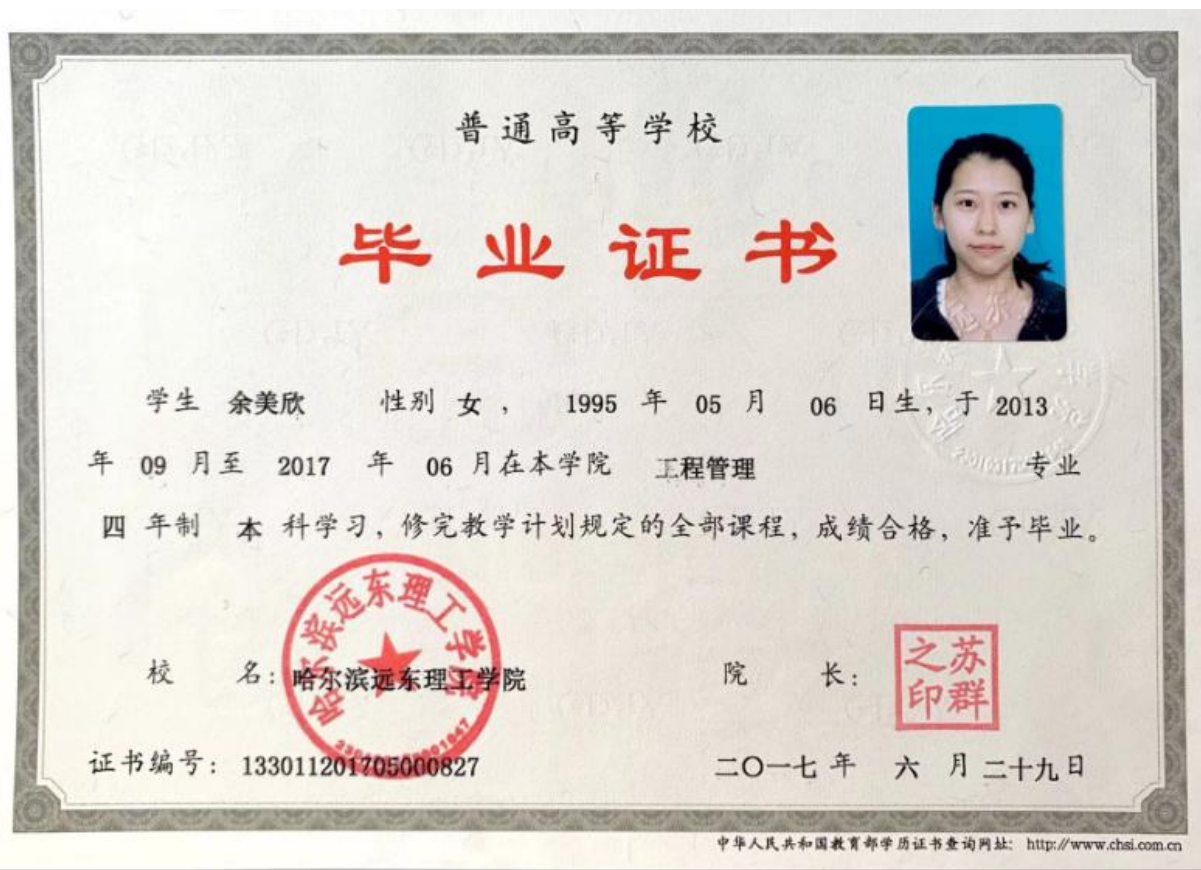 普通高等学校
毕业证书
学生 余美欣 性别 女 ， 1995 年 05 月 06 日生，于 2013
年 09 月至 2017 年 06 月在本学院 工程管理 专业
四 年制 本 科学习，修完教学计划规定的全部课程，成绩合格，准予毕业。
哈尔滨远东理工学院
校 名：哈尔滨远东理工学院 院 长：
苏群之印
证书编号：133011201705000827 二〇一七 年 六 月 二十九日
中华人民共和国教育部学历证书查询网址： http://www.chsi.com.cn